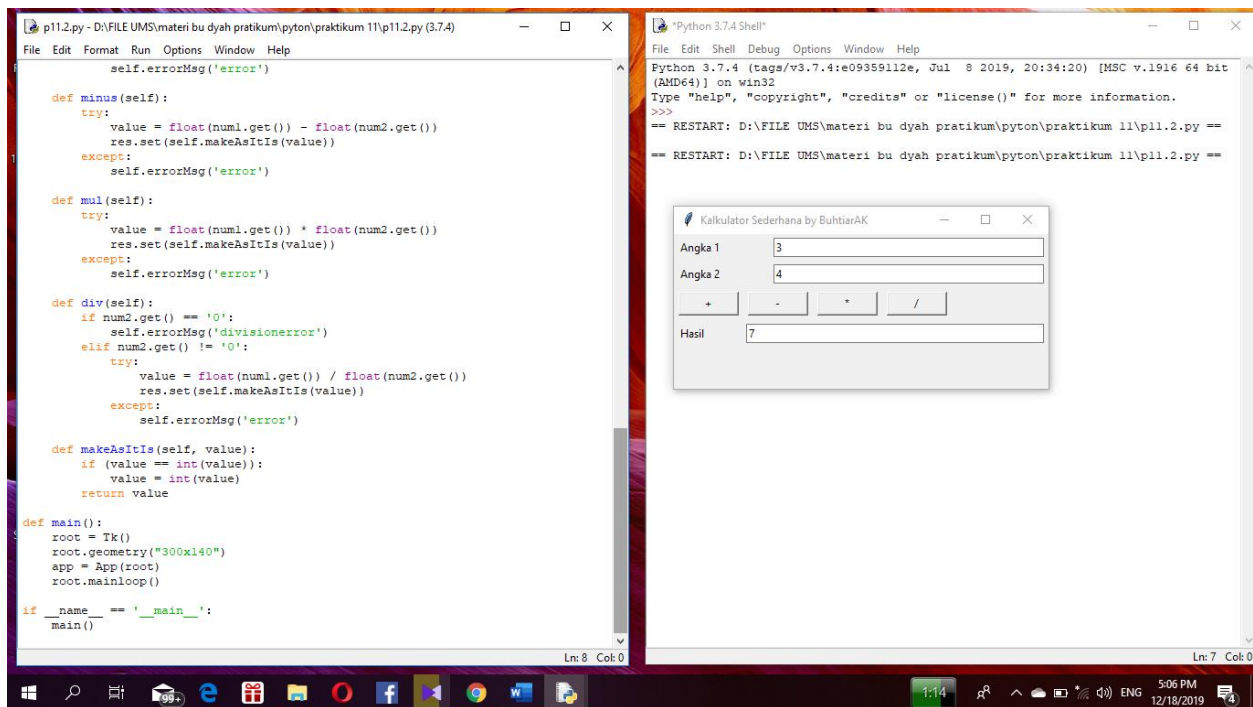 p11.2.py - D:\FILE UMS\materi bu dyah pratikum\pyton\praktikum 11\p11.2.py (3.7.4)
File Edit Format Run Options Window Help
            self.errorMsg('error')
    def minus(self):
        try:
            value = float(num1.get()) - float(num2.get())
            res.set(self.makeAsItIs(value))
        except:
            self.errorMsg('error')
    def mul(self):
        try:
            value = float(num1.get()) * float(num2.get())
            res.set(self.makeAsItIs(value))
        except:
            self.errorMsg('error')
    def div(self):
        if num2.get() == '0':
            self.errorMsg('divisionerror')
        elif num2.get() != '0':
            try:
                value = float(num1.get()) / float(num2.get())
                res.set(self.makeAsItIs(value))
            except:
                self.errorMsg('error')
    def makeAsItIs(self, value):
        if (value == int(value)):
            value = int(value)
        return value
def main():
    root = Tk()
    root.geometry("300x140")
    app = App(root)
    root.mainloop()
if __name__ == '__main__':
    main()
Ln: 8 Col: 0
*Python 3.7.4 Shell*
File Edit Shell Debug Options Window Help
Python 3.7.4 (tags/v3.7.4:e09359112e, Jul  8 2019, 20:34:20) [MSC v.1916 64 bit
(AMD64)] on win32
Type "help", "copyright", "credits" or "license()" for more information.
>>>
== RESTART: D:\FILE UMS\materi bu dyah pratikum\pyton\praktikum 11\p11.2.py ==
== RESTART: D:\FILE UMS\materi bu dyah pratikum\pyton\praktikum 11\p11.2.py ==
Kalkulator Sederhana by BuhtiarAK
Angka 1 3
Angka 2 4
+ - * /
Hasil 7
Ln: 7 Col: 0
99+ 1:14 ENG 5:06 PM
12/18/2019 4